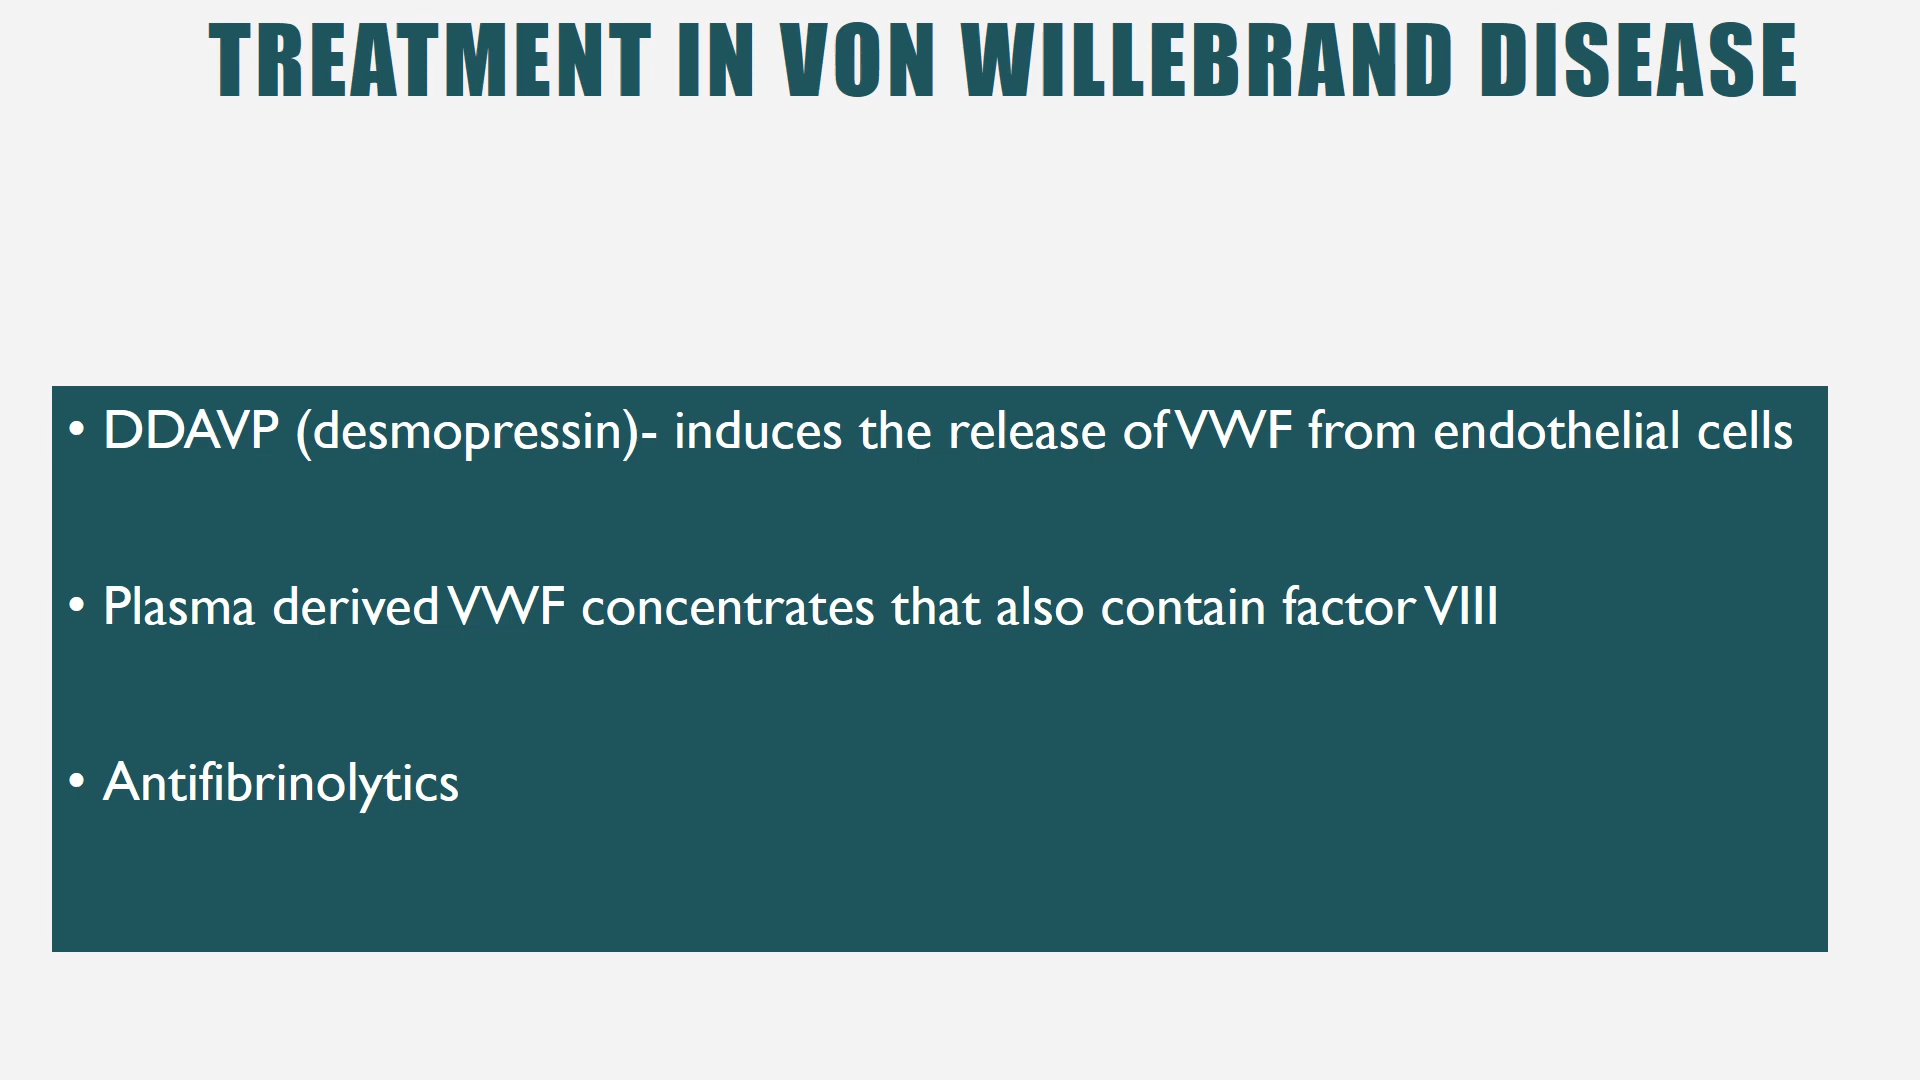 TREATMENT IN VON WILLEBRAND DISEASE
• DDAVP (desmopressin)- induces the release of VWF from endothelial cells
• Plasma derived VWF concentrates that also contain factor VIII
• Antifibrinolytics